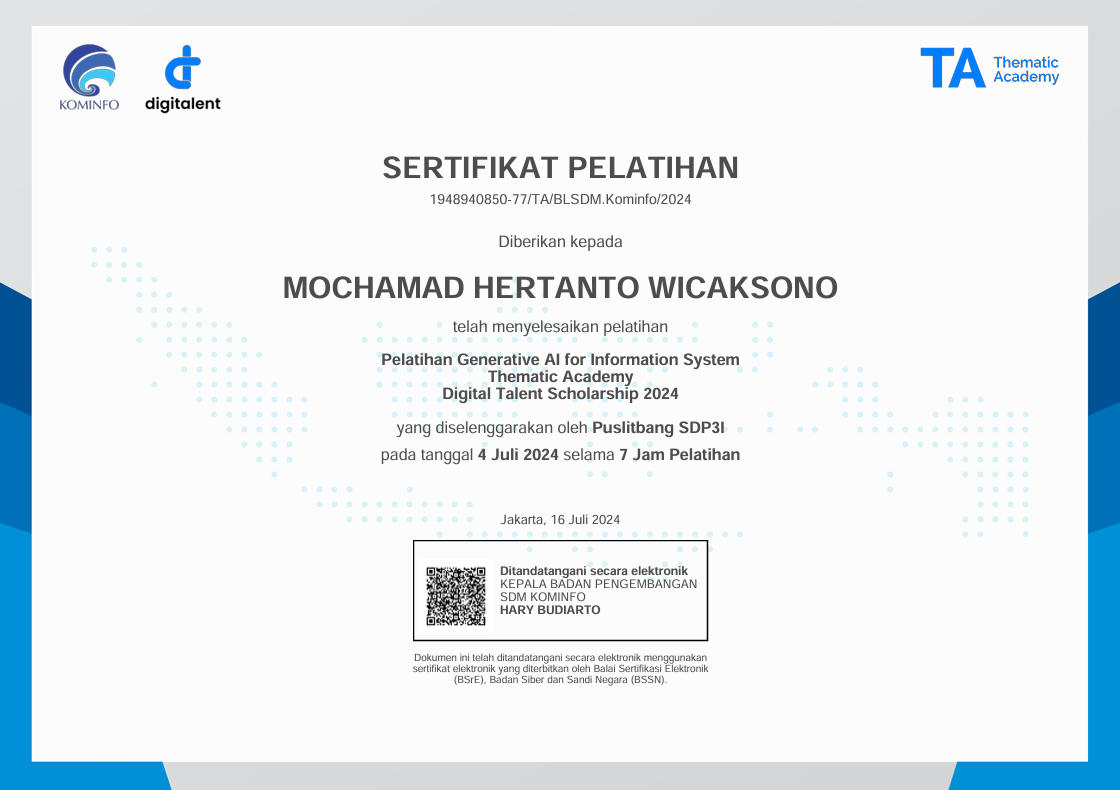 KOMINFO
digitalent
TA Thematic
Academy
SERTIFIKAT PELATIHAN
1948940850-77/TA/BLSDM.Kominfo/2024
Diberikan kepada
MOCHAMAD HERTANTO WICAKSONO
telah menyelesaikan pelatihan
Pelatihan Generative AI for Information System
Thematic Academy
Digital Talent Scholarship 2024
yang diselenggarakan oleh Puslitbang SDP3I
pada tanggal 4 Juli 2024 selama 7 Jam Pelatihan
Jakarta, 16 Juli 2024
Ditandatangani secara elektronik
KEPALA BADAN PENGEMBANGAN
SDM KOMINFO
HARY BUDIARTO
Dokumen ini telah ditandatangani secara elektronik menggunakan
sertifikat elektronik yang diterbitkan oleh Balai Sertifikasi Elektronik
(BSrE), Badan Siber dan Sandi Negara (BSSN).